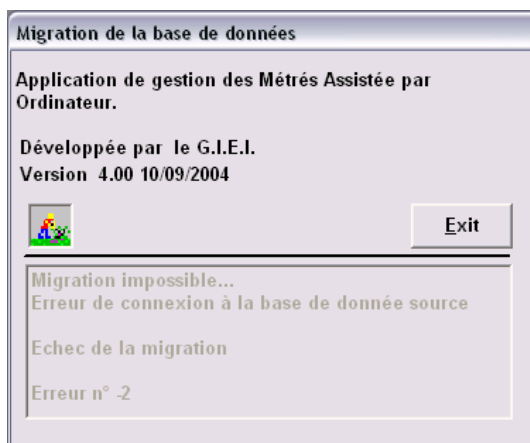 Migration de la base de données
Application de gestion des Métrés Assistée par
Ordinateur.
Développée par le G.I.E.I.
Version 4.00 10/09/2004
Exit
Migration impossible...
Erreur de connexion à la base de donnée source
Echec de la migration
Erreur n° -2